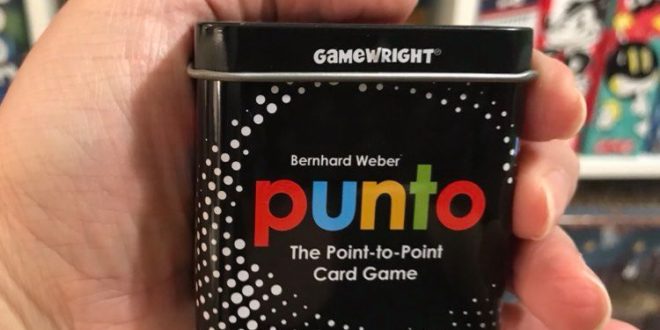 GAMEWRIGHT®
Bernhard Weber
punto
The Point-to-Point
Card Game